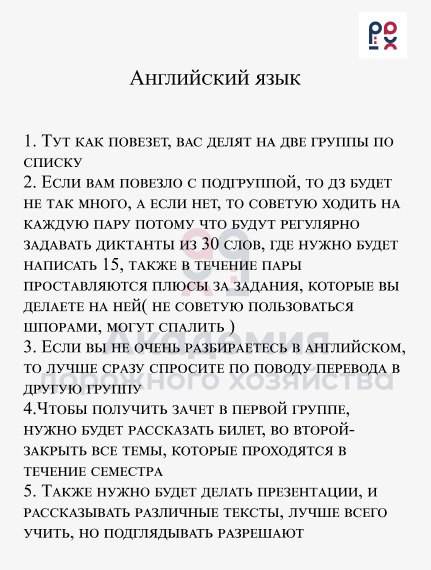 Английский язык
1. Тут как повезет, вас делят на две группы по
списку
2. Если вам повезло с подгруппой, то дз будет
не так много, а если нет, то советую ходить на
каждую пару потому что будут регулярно
задавать диктанты из 30 слов, где нужно будет
написать 15, также в течение пары
проставляются плюсы за задания, которые вы
делаете на ней( не советую пользоваться
шпорами, могут спалить )
3. Если вы не очень разбираетесь в английском,
то лучше сразу спросите по поводу перевода в
другую группу
4.Чтобы получить зачет в первой группе,
нужно будет рассказать билет, во второй-
закрыть все темы, которые проходятся в
течение семестра
5. Также нужно будет делать презентации, и
рассказывать различные тексты, лучше всего
учить, но подглядывать разрешают
Академия
дорожного хозяйства